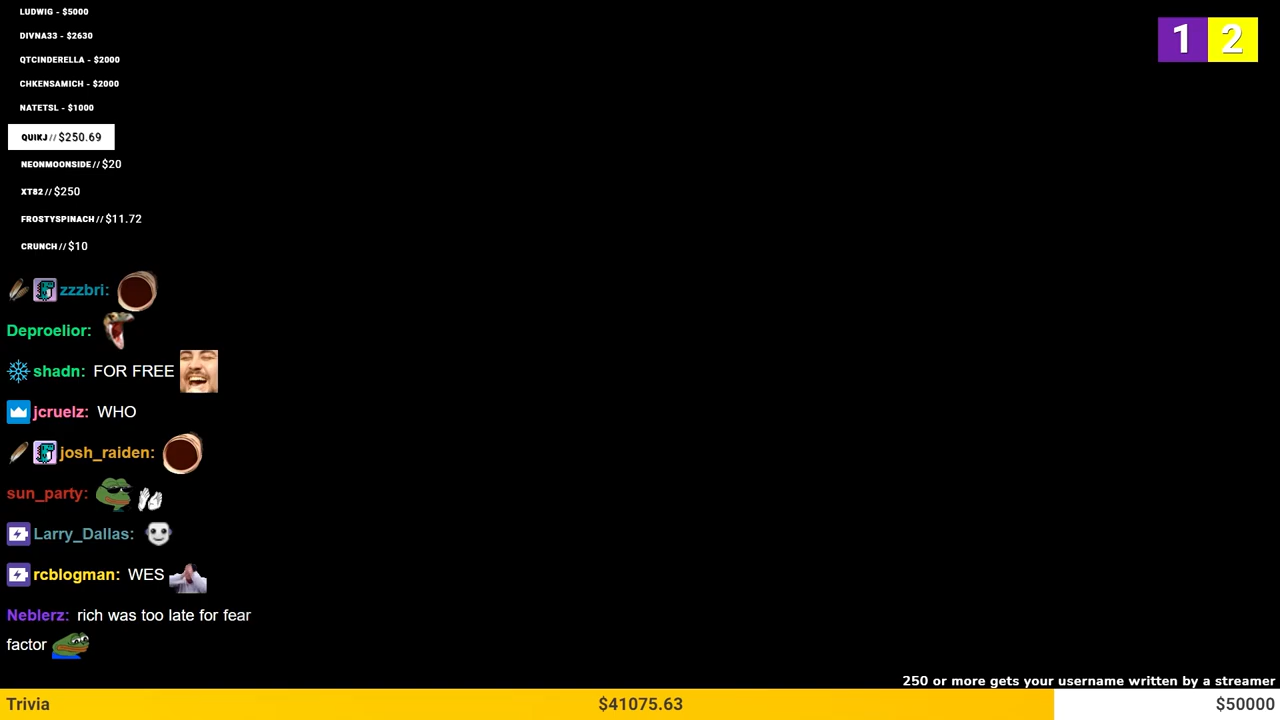 LUDWIG - $5000
DIVNA33 - $2630
QTCINDERELLA - $2000
CHKENSAMICH - $2000
NATETSL - $1000
QUIKJ // $250.69
NEONMOONSIDE // $20
XT82 // $250
FROSTYSPINACH // $11.72
CRUNCH // $10
1 2
zzzbri:
Deproelior:
shadn: FOR FREE
jcruelz: WHO
josh_raiden:
sun_party:
Larry_Dallas:
rcblogman: WES
Neblerz: rich was too late for fear
factor
250 or more gets your username written by a streamer
Trivia $41075.63 $50000